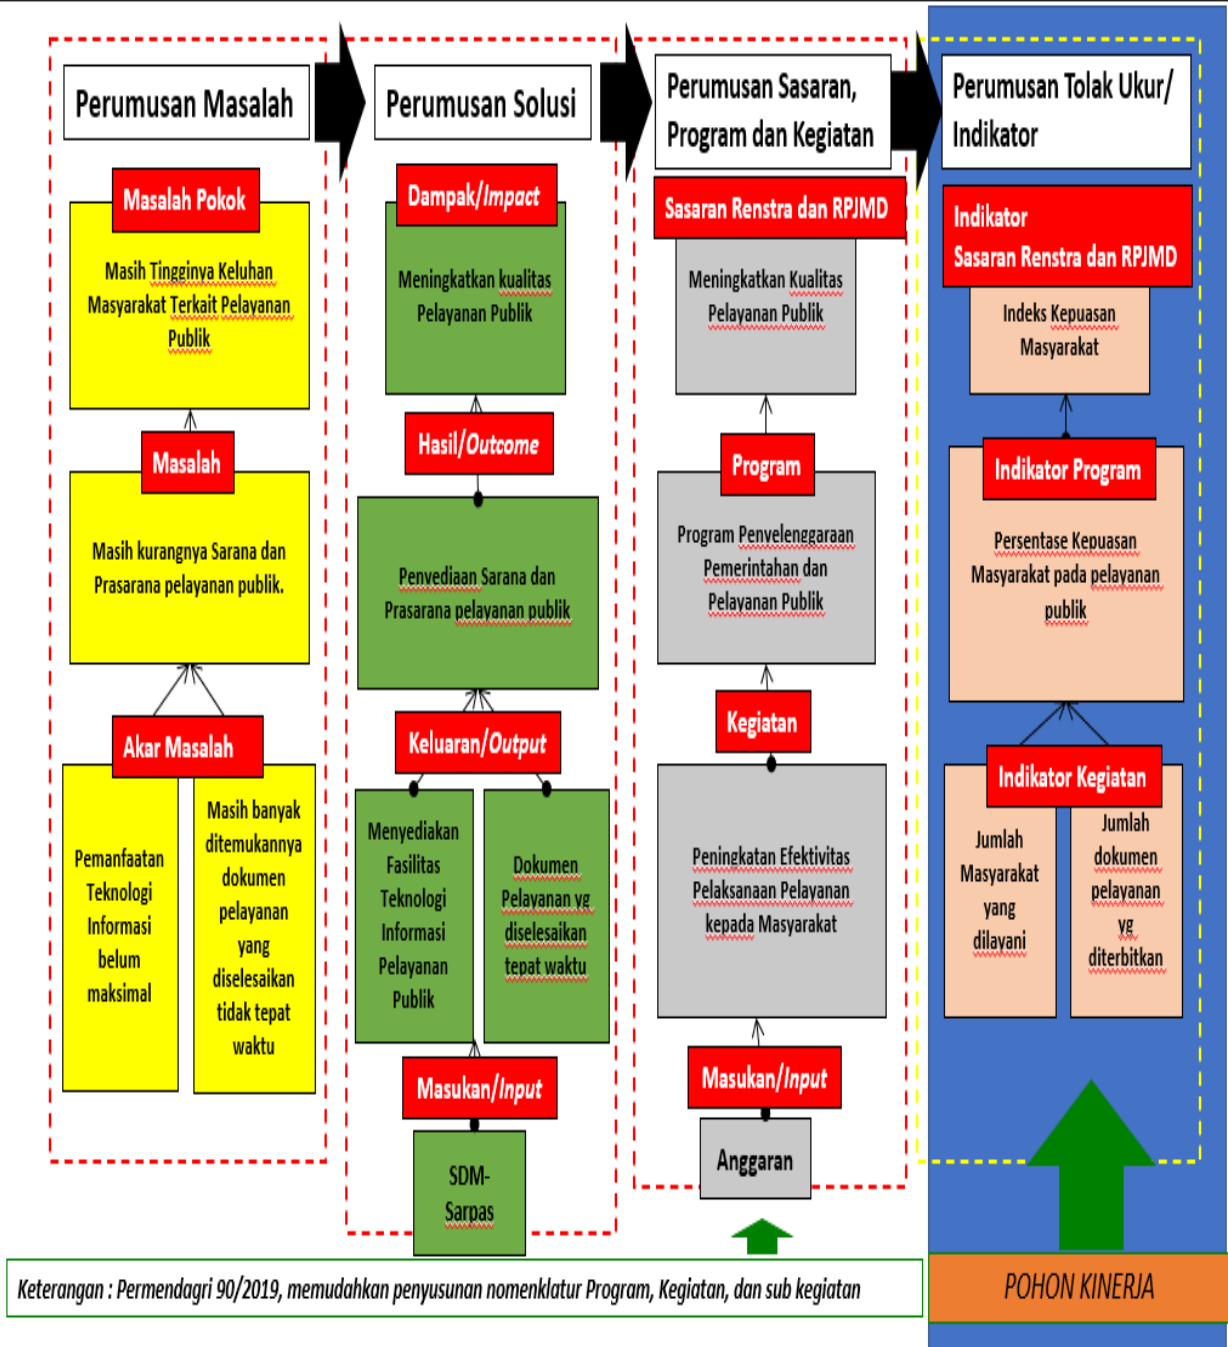 Perumusan Masalah
Masalah Pokok
Masih Tingginya Keluhan
Masyarakat Terkait Pelayanan
Publik
Masalah
Masih kurangnya Sarana dan
Prasarana pelayanan publik.
Akar Masalah
Pemanfaatan
Teknologi
Informasi
belum
maksimal
Masih banyak
ditemukannya
dokumen
pelayanan
yang
diselesaikan
tidak tepat
waktu
Perumusan Solusi
Dampak/Impact
Meningkatkan kualitas
Pelayanan Publik
Hasil/Outcome
Penyediaan Sarana dan
Prasarana pelayanan publik
Keluaran/Output
Menyediakan
Fasilitas
Teknologi
Informasi
Pelayanan
Publik
Dokumen
Pelayanan yg
diselesaikan
tepat waktu
Masukan/Input
SDM-
Sarpas
Perumusan Sasaran,
Program dan Kegiatan
Sasaran Renstra dan RPJMD
Meningkatkan Kualitas
Pelayanan Publik
Program
Program Penyelenggaraan
Pemerintahan dan
Pelayanan Publik
Kegiatan
Peningkatan Efektivitas
Pelaksanaan Pelayanan
kepada Masyarakat
Masukan/Input
Anggaran
Perumusan Tolak Ukur/
Indikator
Indikator
Sasaran Renstra dan RPJMD
Indeks Kepuasan
Masyarakat
Indikator Program
Persentase Kepuasan
Masyarakat pada pelayanan
publik
Indikator Kegiatan
Jumlah
Masyarakat
yang
dilayani
Jumlah
dokumen
pelayanan
yg
diterbitkan
Keterangan : Permendagri 90/2019, memudahkan penyusunan nomenklatur Program, Kegiatan, dan sub kegiatan
POHON KINERJA